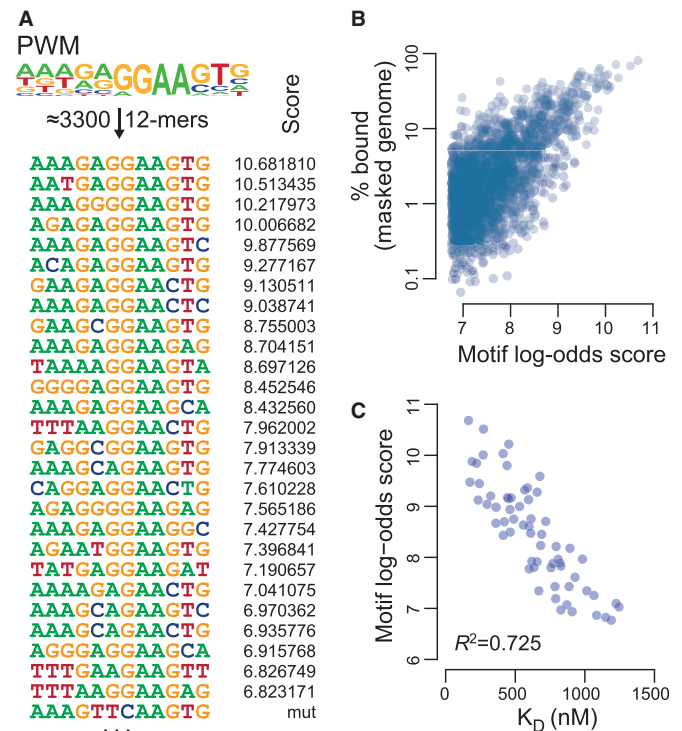 A
PWM
≈3300 12-mers
Score
AAAGAGGAAGTG 10.681810
AATGAGGAAGTG 10.513435
AAAGGGGAAGTG 10.217973
AGAGAGGAAGTG 10.006682
AAAGAGGAAGTC 9.877569
ACAGAGGAAGTG 9.277167
GAAGAGGAACTG 9.130511
AAAGAGGAACTC 9.038741
GAAGCGGAAGTG 8.755003
AAAGAGGAAGAG 8.704151
TAAAAGGAAGTA 8.697126
GGGGAGGAAGTG 8.452546
AAAGAGGAAGCA 8.432560
TTTAAGGAACTG 7.962002
GAGGCGGAAGTG 7.913339
AAAGCAGAAGTG 7.774603
CAGGAGGAACTG 7.610228
AGAGGGGAAGAG 7.565186
AAAGAGGAAGGC 7.427754
AGAATGGAAGTG 7.396841
TATGAGGAAGAT 7.190657
AAAAGAGAACTG 7.041075
AAAGCAGAAGTC 6.970362
AAAGCAGAACTG 6.935776
AGGGAGGAAGCA 6.915768
TTTGAAGAAGTT 6.826749
TTTAAGGAAGAG 6.823171
AAAGTTCAAGTG mut
...
B
% bound
(masked genome)
100
10
1
0.1
7 8 9 10 11
Motif log-odds score
C
Motif log-odds score
11
10
9
8
7
6
R²=0.725
0 500 1000 1500
K_D (nM)